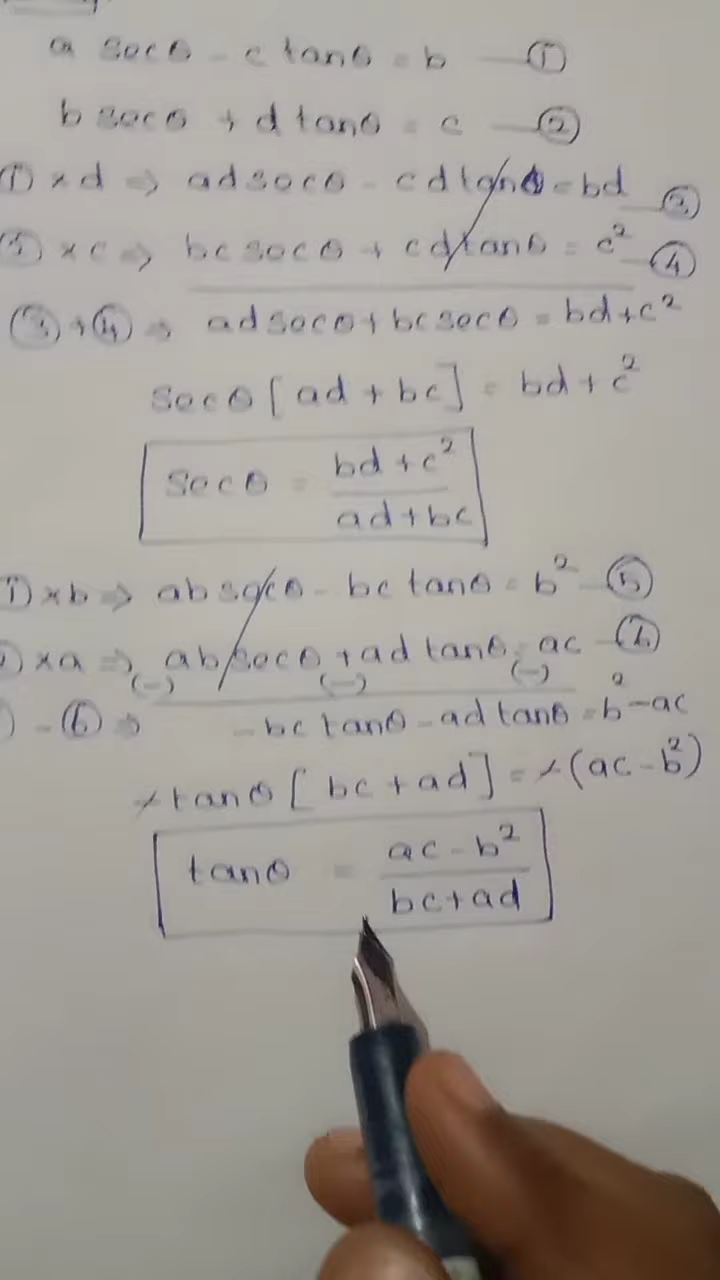 a secθ - c tanθ = b — ①
b secθ + d tanθ = c — ②
① × d ⇒ ad secθ - cd tanθ = bd — ③
② × c ⇒ bc secθ + cd tanθ = c² — ④
③ + ④ ⇒ ad secθ + bc secθ = bd + c²
secθ [ ad + bc ] = bd + c²
secθ = bd + c² / ad + bc
① × b ⇒ ab secθ - bc tanθ = b² — ⑤
② × a ⇒ ab secθ + ad tanθ = ac — ⑥
(-) (-) (-)
- ⑥ ⇒ -bc tanθ - ad tanθ = b² - ac
-tanθ [ bc + ad ] = -(ac - b²)
tanθ = ac - b² / bc + ad